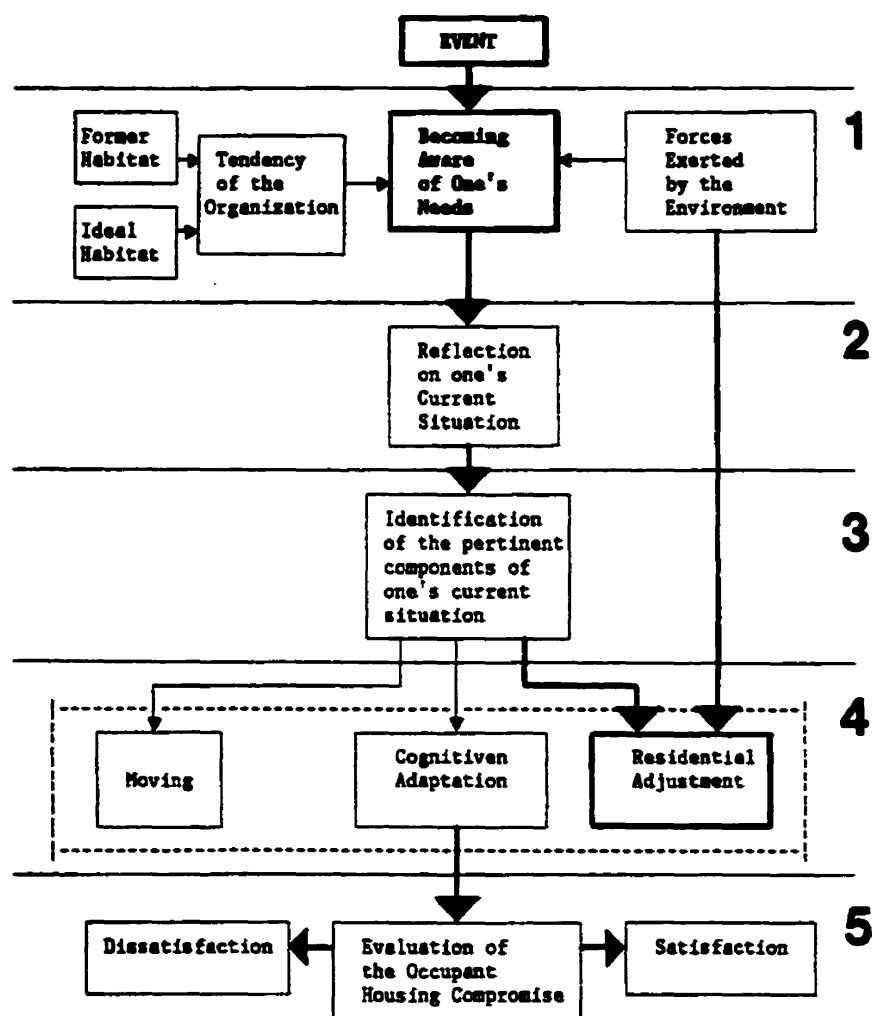 EVENT
1
Former
Habitat
Tendency
of the
Organization
Ideal
Habitat
Becoming
Aware
of One's
Needs
Forces
Exerted
by the
Environment
2
Reflection
on one's
Current
Situation
3
Identification
of the pertinent
components of
one's current
situation
4
Moving
Cognitiven
Adaptation
Residential
Adjustment
5
Dissatisfaction
Evaluation of
the Occupant
Housing Compromise
Satisfaction